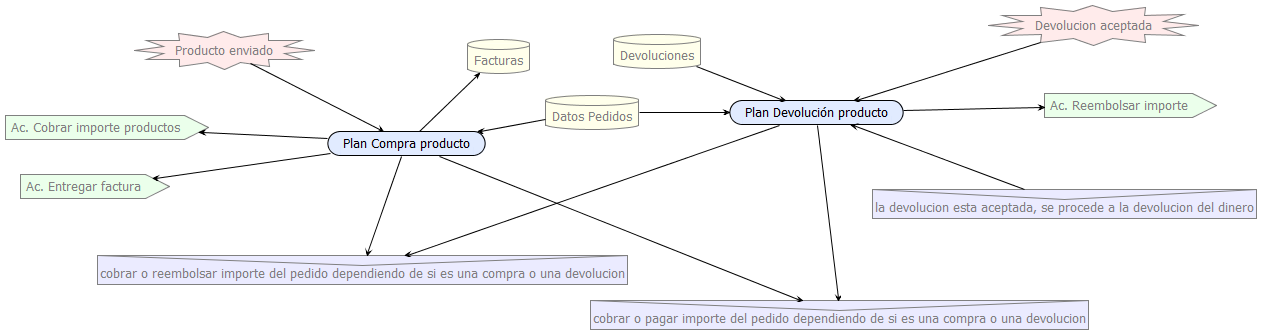 Devolucion aceptada
Producto enviado
Devoluciones
Facturas
Ac. Reembolsar importe
Plan Devolución producto
Datos Pedidos
Ac. Cobrar importe productos
Plan Compra producto
Ac. Entregar factura
la devolucion esta aceptada, se procede a la devolucion del dinero
cobrar o reembolsar importe del pedido dependiendo de si es una compra o una devolucion
cobrar o pagar importe del pedido dependiendo de si es una compra o una devolucion